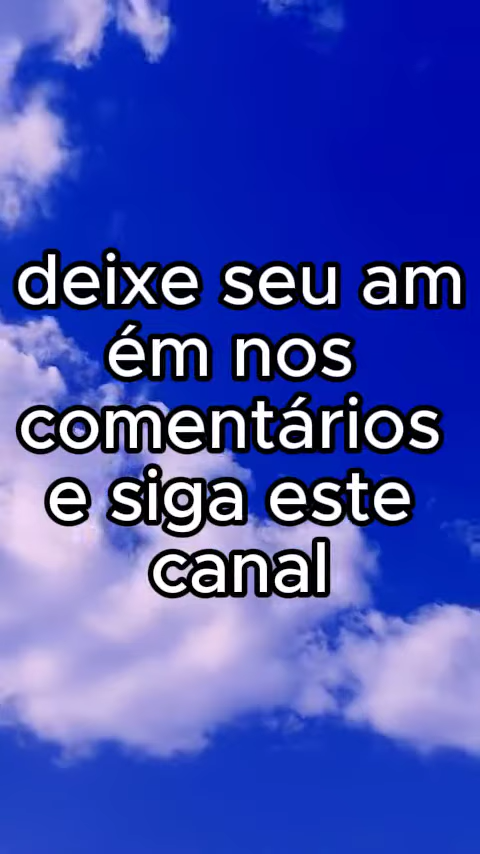 deixe seu am
ém nos
comentários
e siga este
canal